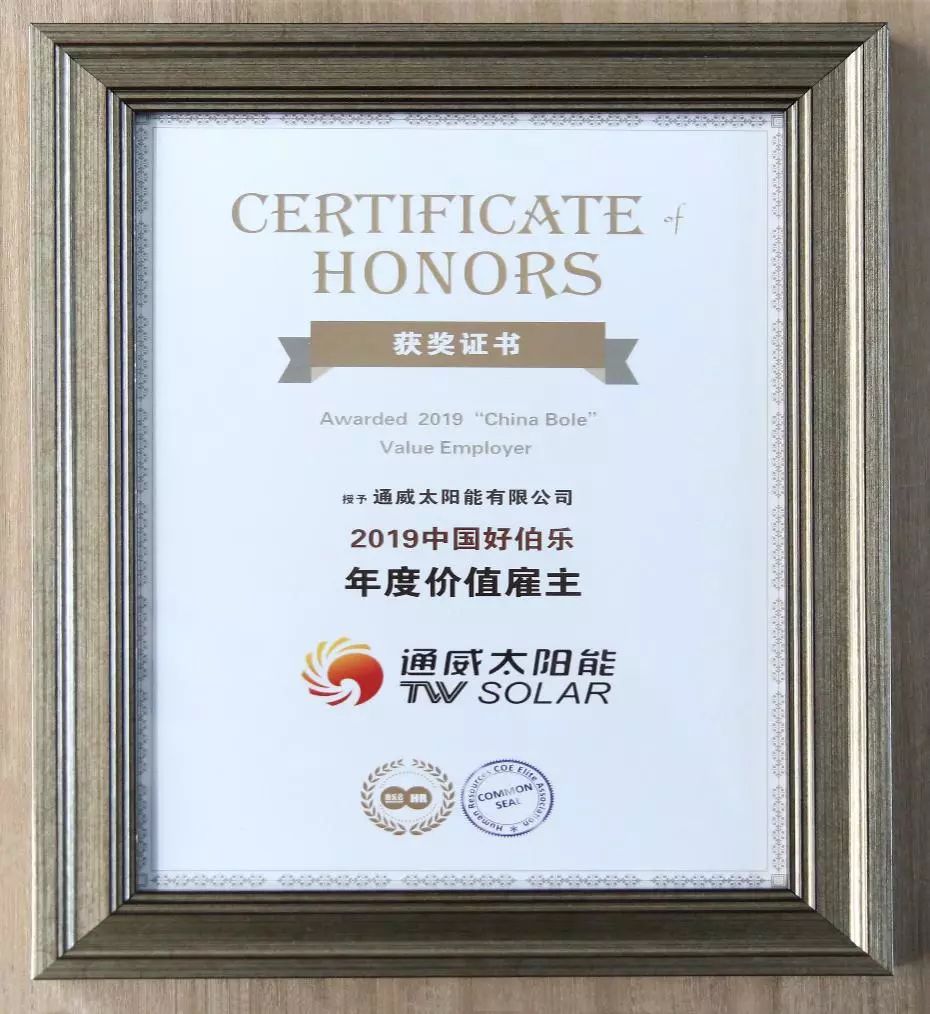 CERTIFICATE of
HONORS
获奖证书
Awarded 2019 “China Bole”
Value Employer
授予 通威太阳能有限公司
2019中国好伯乐
年度价值雇主
通威太阳能
TW SOLAR
HR
Human Resources COE Elite Association
COMMON
SEAL